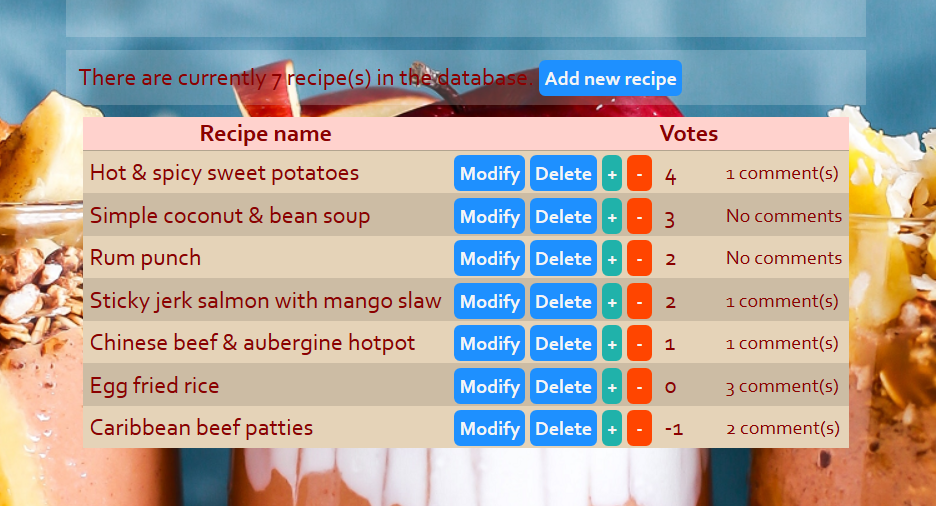 There are currently 7 recipe(s) in the database. Add new recipe
Recipe name Votes
Hot & spicy sweet potatoes Modify Delete + - 4 1 comment(s)
Simple coconut & bean soup Modify Delete + - 3 No comments
Rum punch Modify Delete + - 2 No comments
Sticky jerk salmon with mango slaw Modify Delete + - 2 1 comment(s)
Chinese beef & aubergine hotpot Modify Delete + - 1 1 comment(s)
Egg fried rice Modify Delete + - 0 3 comment(s)
Caribbean beef patties Modify Delete + - -1 2 comment(s)